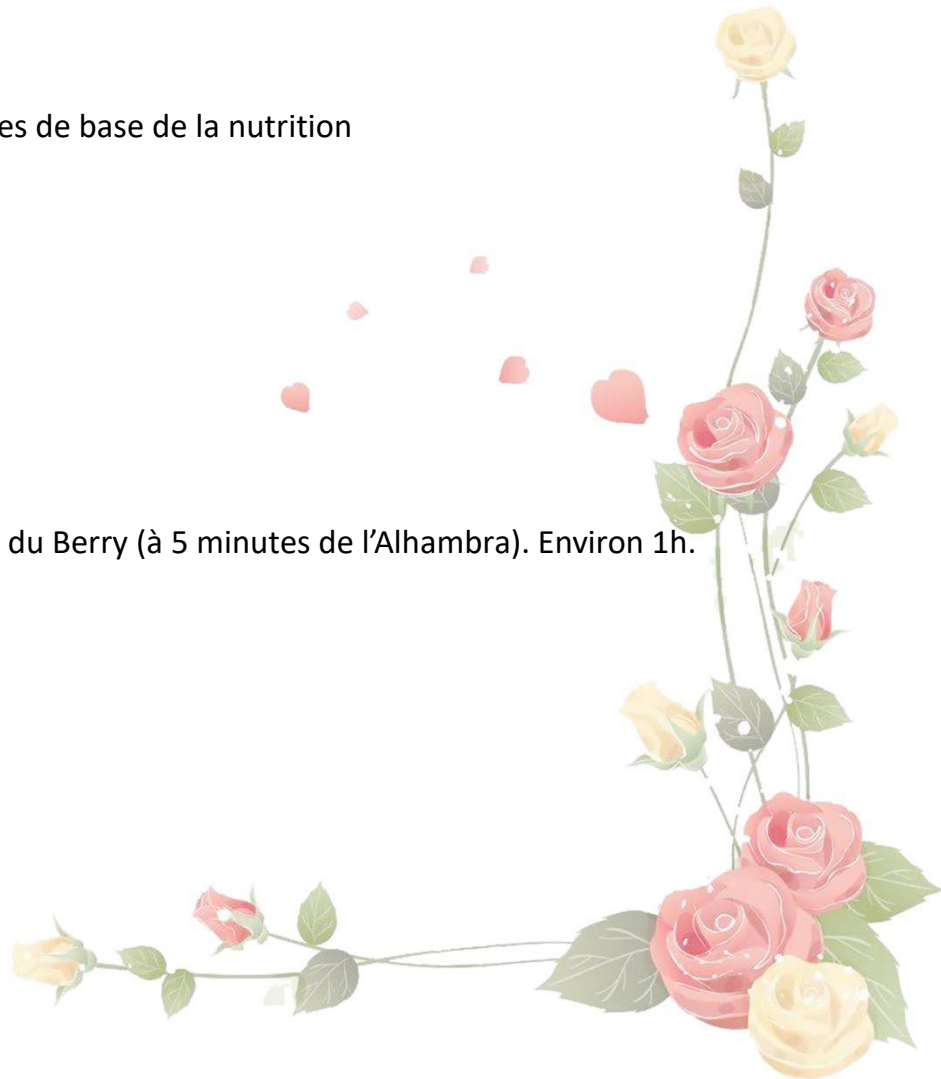 es de base de la nutrition
du Berry (à 5 minutes de l’Alhambra). Environ 1h.